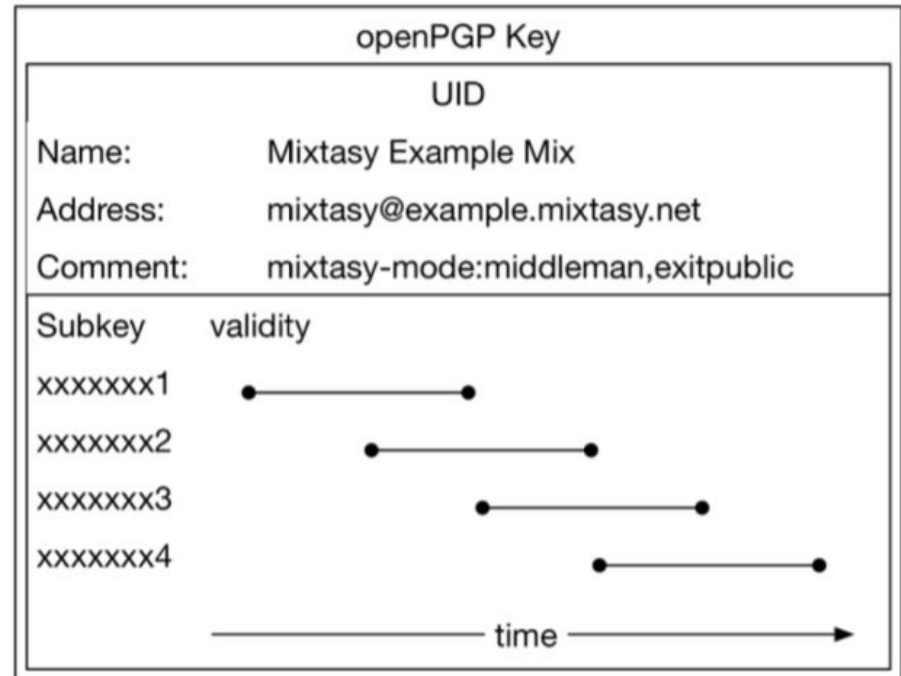 openPGP Key
UID
Name: Mixtasy Example Mix
Address: mixtasy@example.mixtasy.net
Comment: mixtasy-mode:middleman,exitpublic
Subkey validity
xxxxxxx1
xxxxxxx2
xxxxxxx3
xxxxxxx4
time